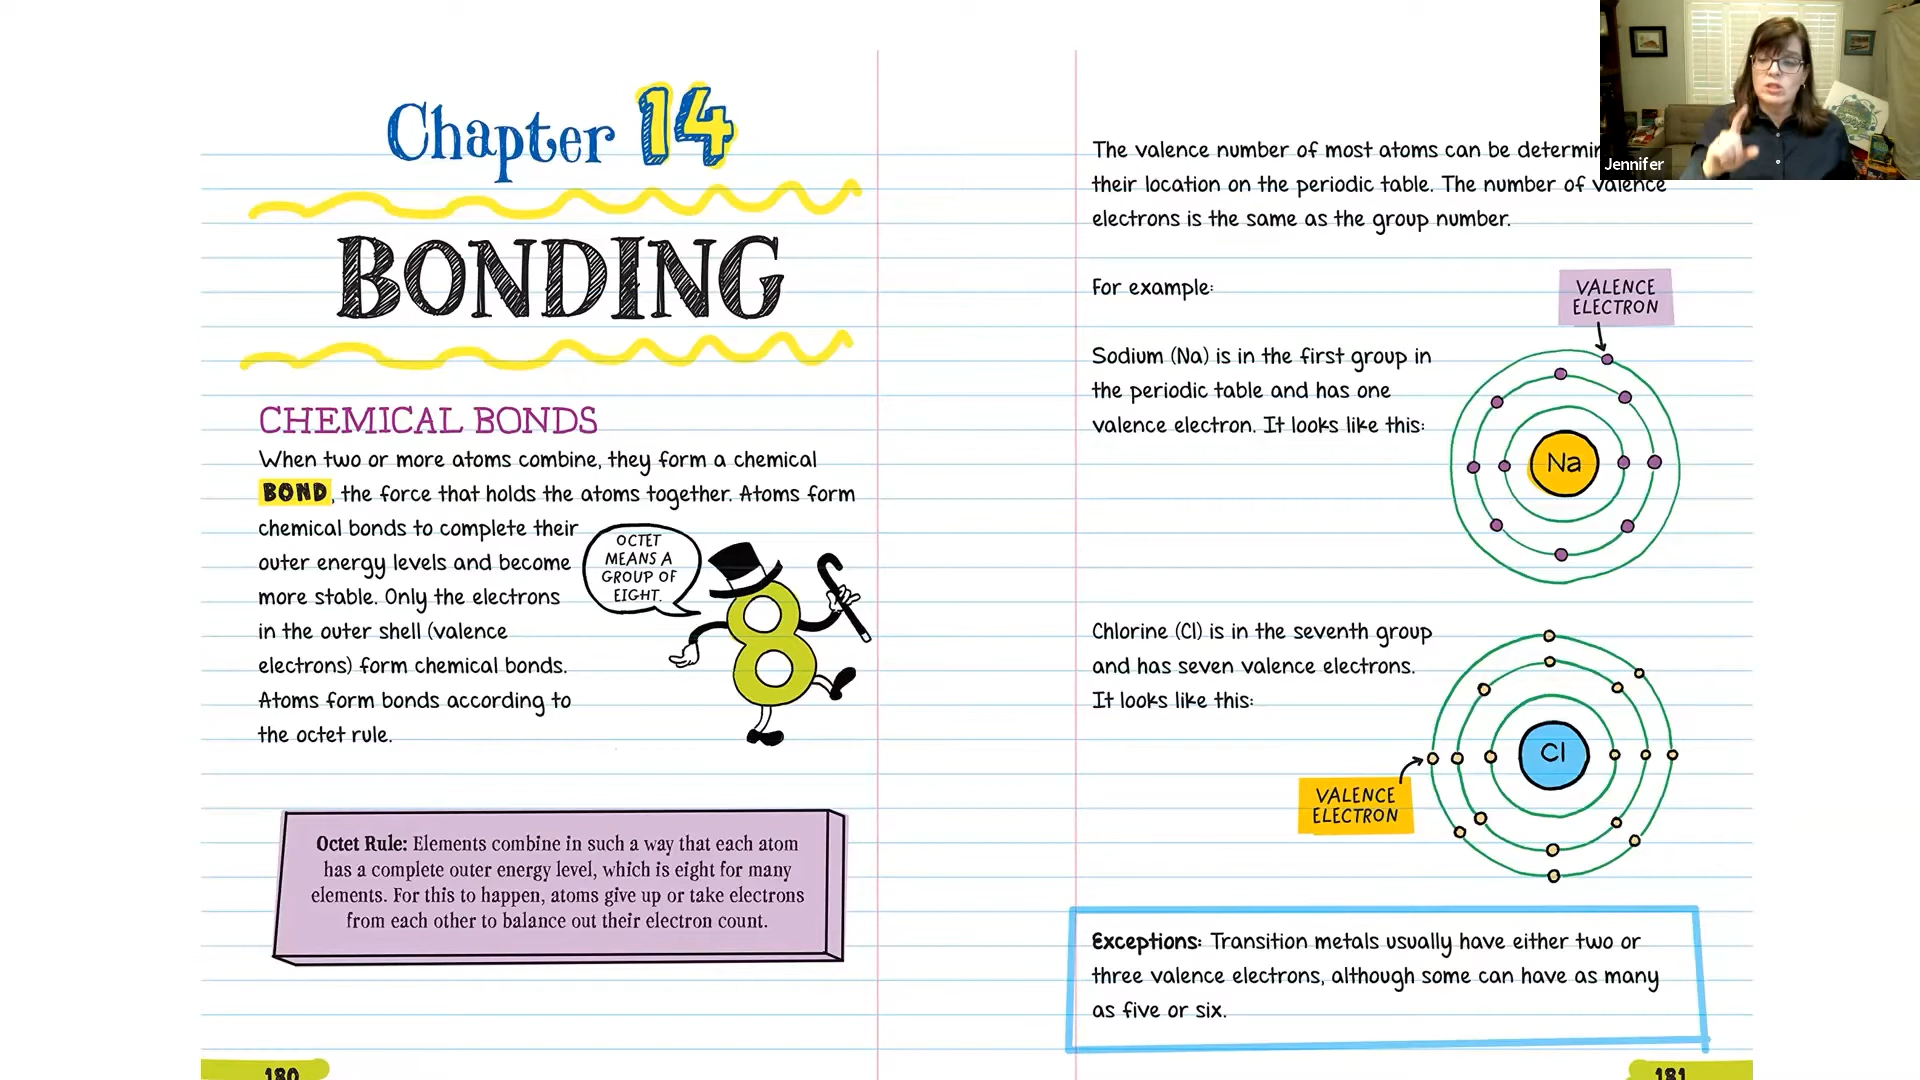 Chapter 14
BONDING
CHEMICAL BONDS
When two or more atoms combine, they form a chemical
BOND, the force that holds the atoms together. Atoms form
chemical bonds to complete their
outer energy levels and become
more stable. Only the electrons
in the outer shell (valence
electrons) form chemical bonds.
Atoms form bonds according to
the octet rule.
OCTET
MEANS A
GROUP OF
EIGHT.
8
Octet Rule: Elements combine in such a way that each atom
has a complete outer energy level, which is eight for many
elements. For this to happen, atoms give up or take electrons
from each other to balance out their electron count.
180
The valence number of most atoms can be
their location on the periodic table. The number of valence
electrons is the same as the group number.
For example:
VALENCE
ELECTRON
Sodium (Na) is in the first group in
the periodic table and has one
valence electron. It looks like this:
Na
Chlorine (Cl) is in the seventh group
and has seven valence electrons.
It looks like this:
Cl
VALENCE
ELECTRON
Exceptions: Transition metals usually have either two or
three valence electrons, although some can have as many
as five or six.
181
Jennifer